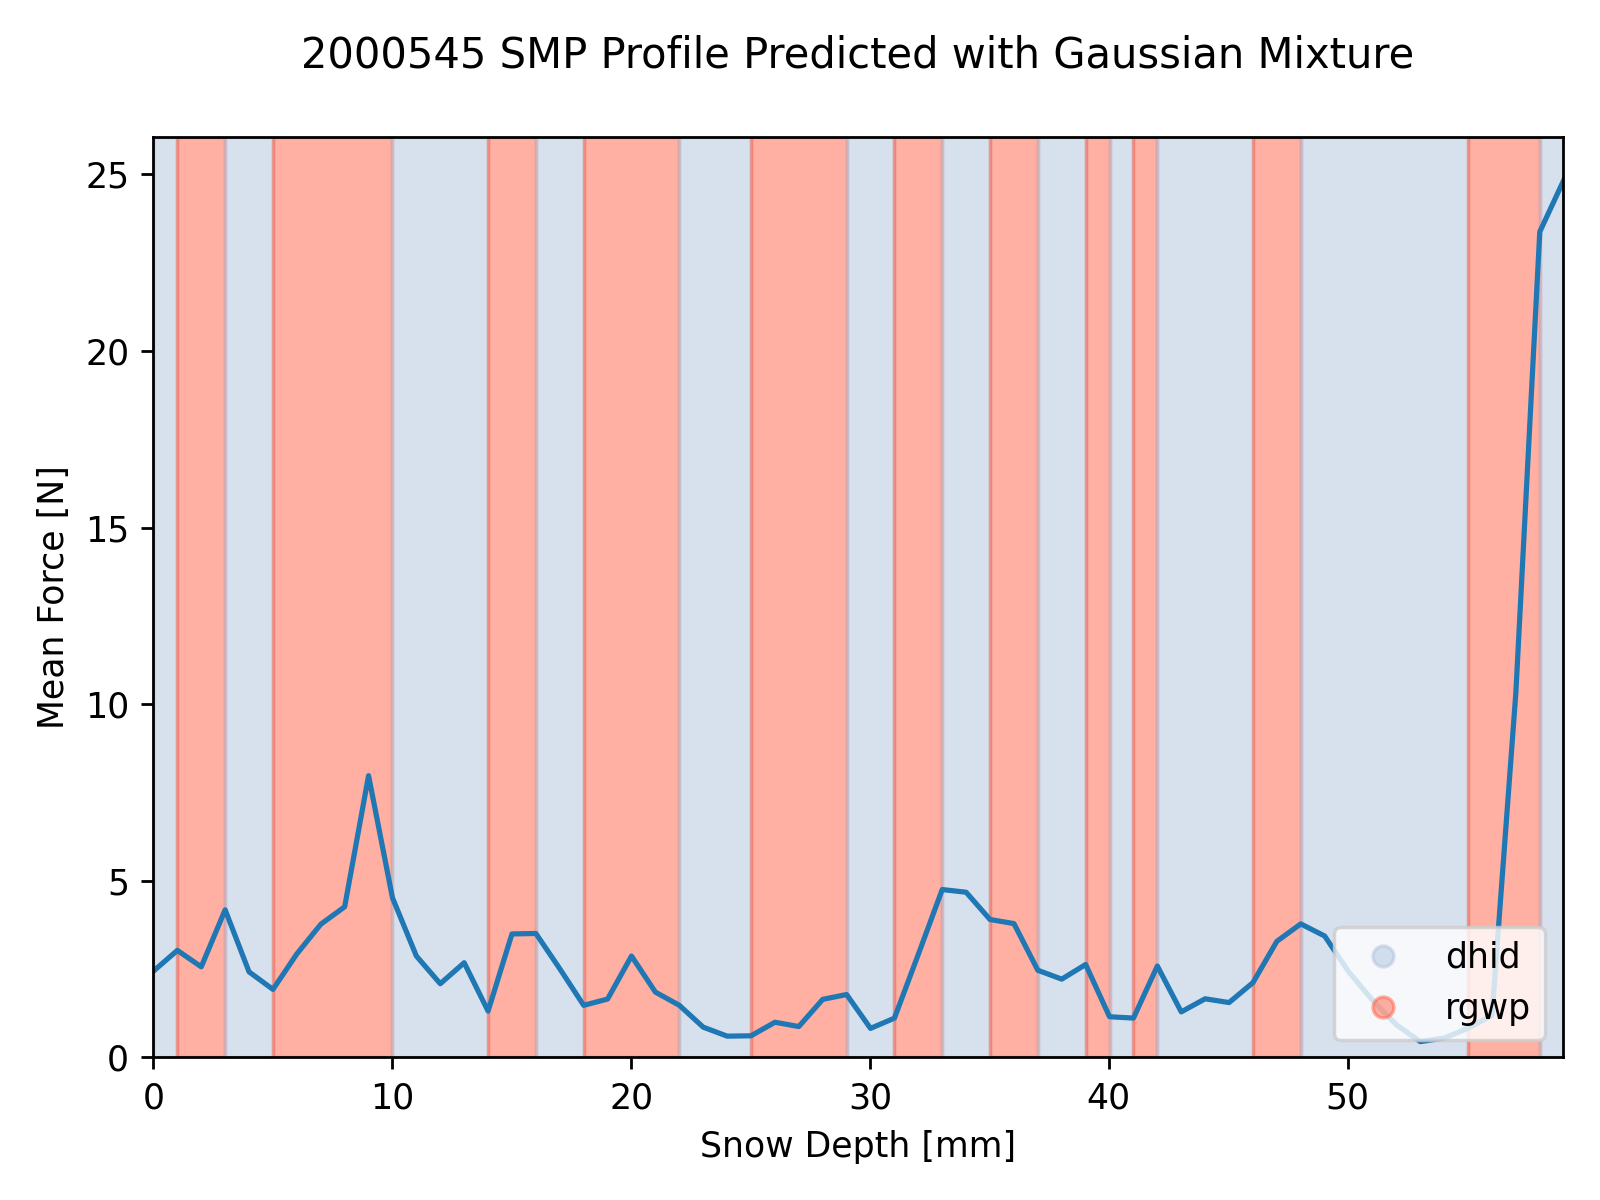 2000545 SMP Profile Predicted with Gaussian Mixture
Mean Force [N]
25
20
15
10
5
0
0 10 20 30 40 50
Snow Depth [mm]
dhid
rgwp